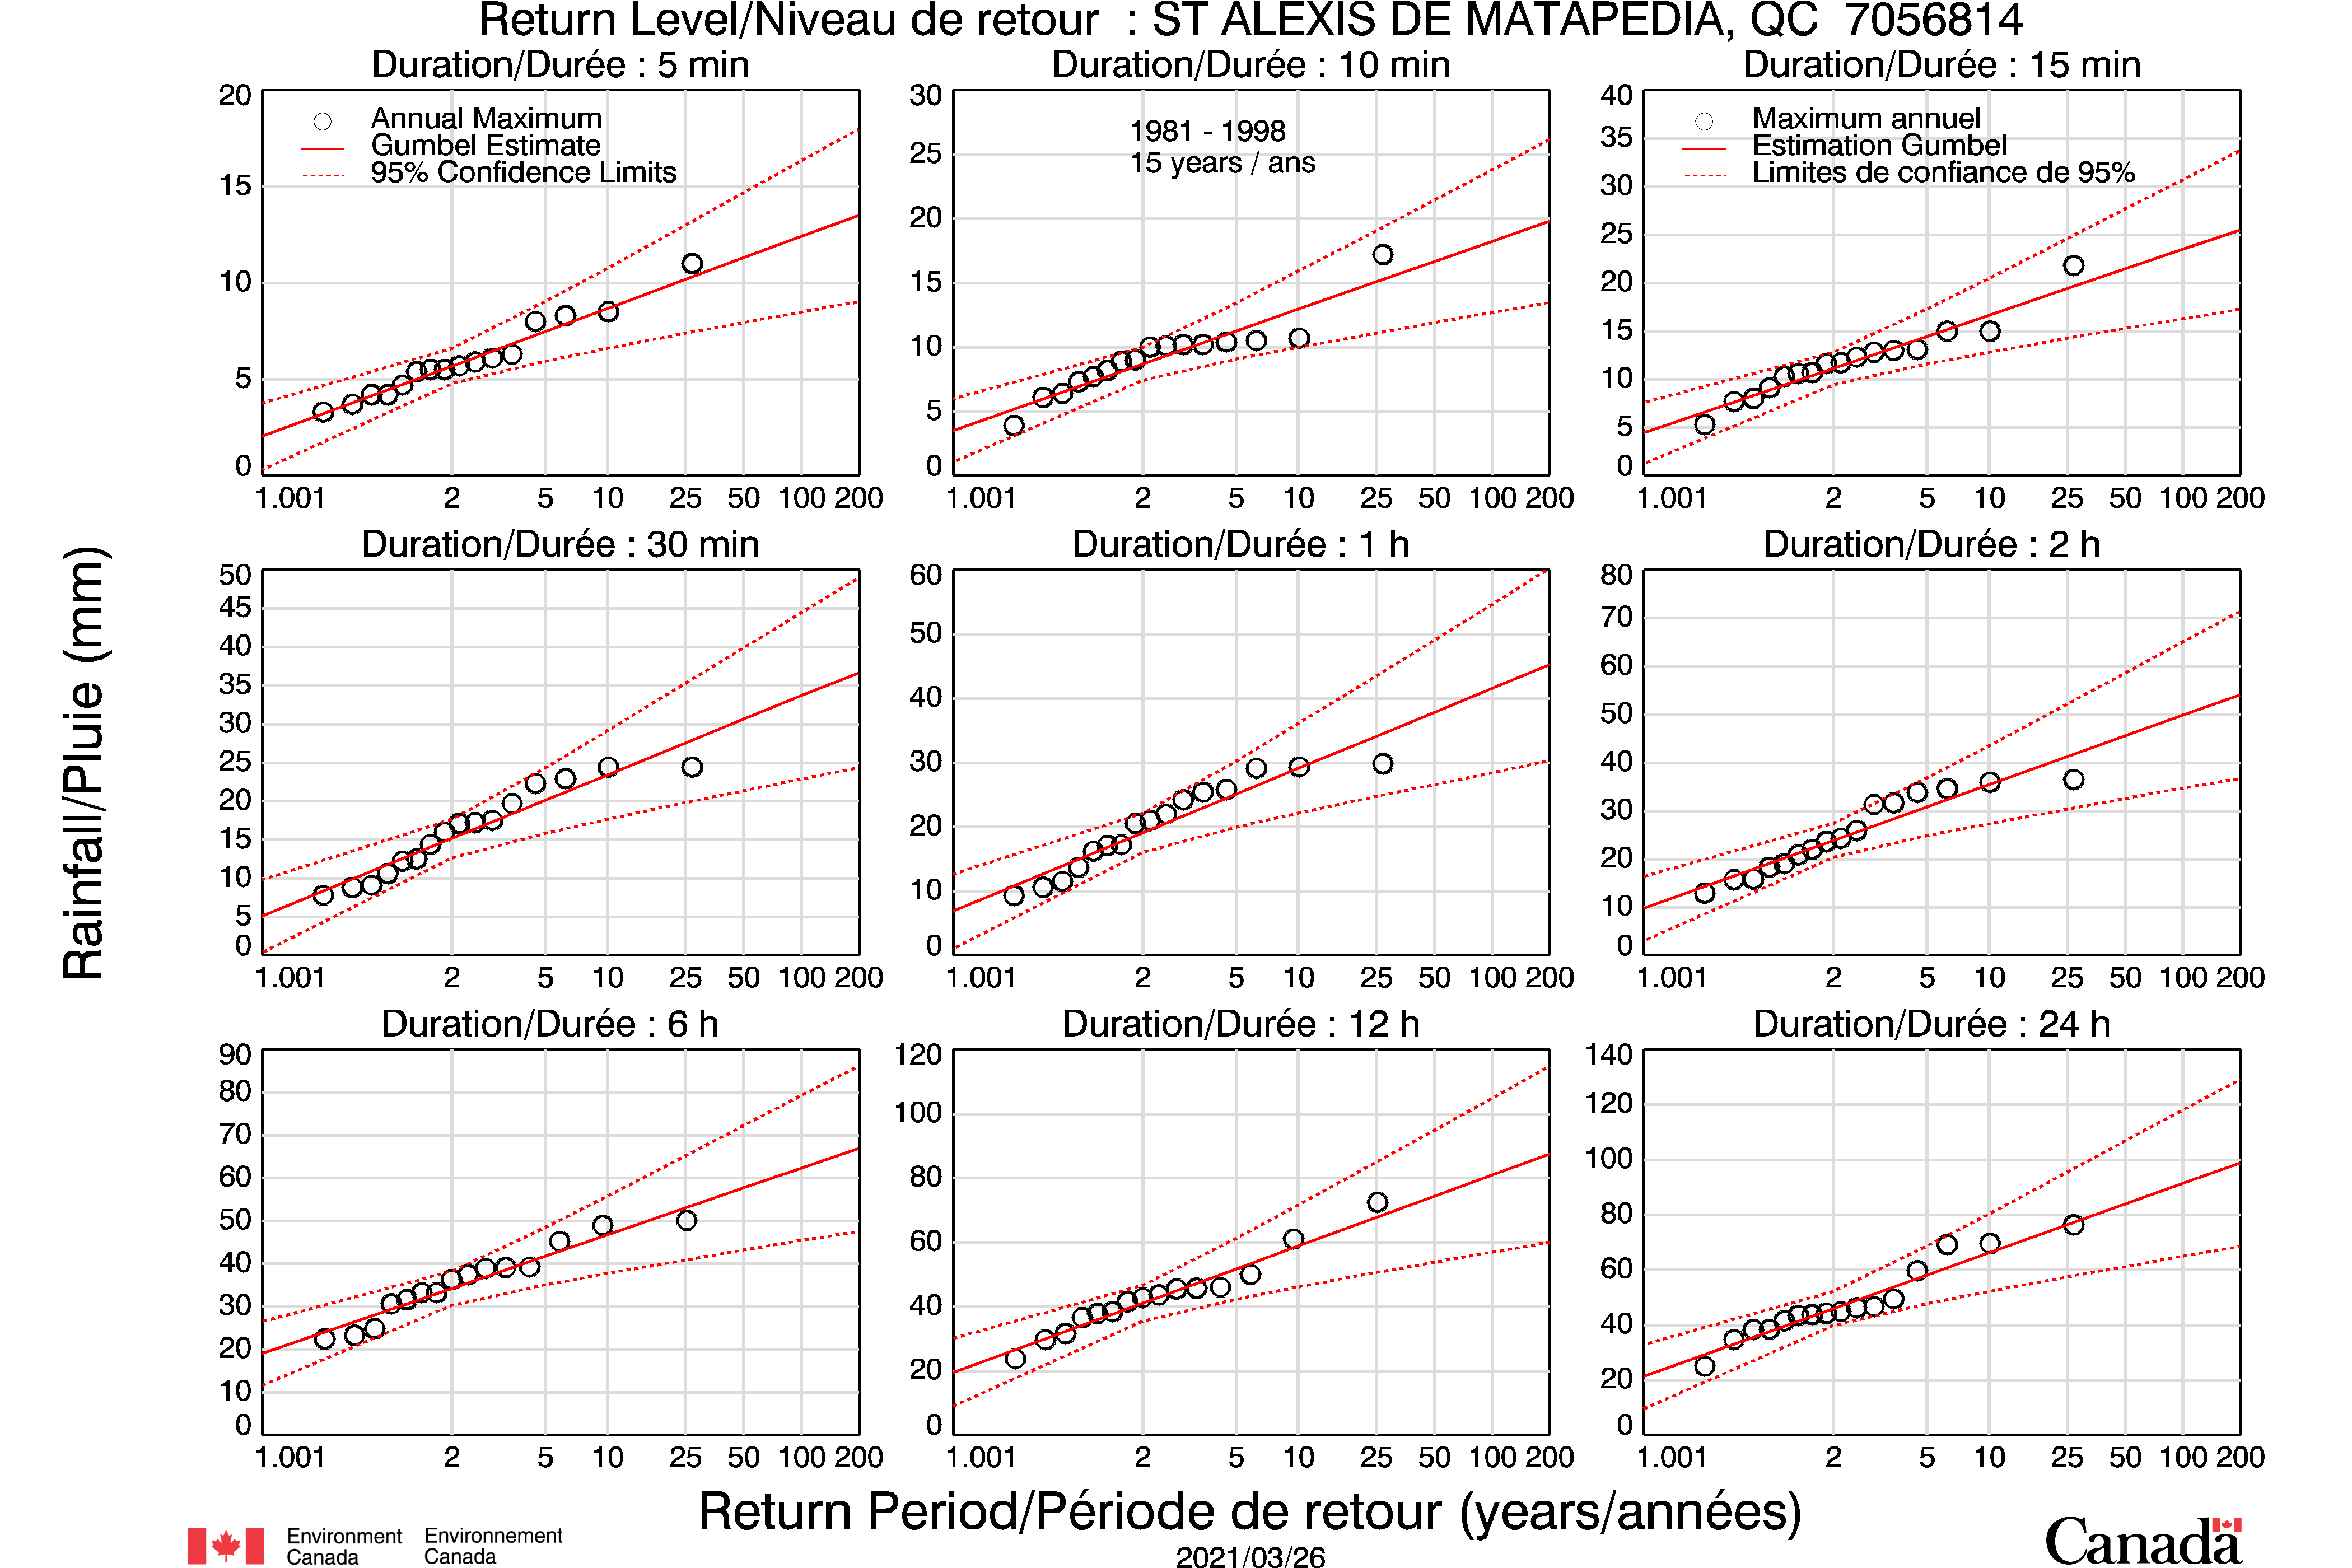 Return Level/Niveau de retour : ST ALEXIS DE MATAPEDIA, QC 7056814
Duration/Durée : 5 min
Duration/Durée : 10 min
Duration/Durée : 15 min
20
15
10
5
0
Annual Maximum
Gumbel Estimate
95% Confidence Limits
1.001 2 5 10 25 50 100 200
30
25
20
15
10
5
0
1981 - 1998
15 years / ans
1.001 2 5 10 25 50 100 200
40
35
30
25
20
15
10
5
0
Maximum annuel
Estimation Gumbel
Limites de confiance de 95%
1.001 2 5 10 25 50 100 200
Rainfall/Pluie (mm)
Duration/Durée : 30 min
Duration/Durée : 1 h
Duration/Durée : 2 h
50
45
40
35
30
25
20
15
10
5
0
1.001 2 5 10 25 50 100 200
60
50
40
30
20
10
0
1.001 2 5 10 25 50 100 200
80
70
60
50
40
30
20
10
0
1.001 2 5 10 25 50 100 200
Duration/Durée : 6 h
Duration/Durée : 12 h
Duration/Durée : 24 h
90
80
70
60
50
40
30
20
10
0
1.001 2 5 10 25 50 100 200
120
100
80
60
40
20
0
1.001 2 5 10 25 50 100 200
140
120
100
80
60
40
20
0
1.001 2 5 10 25 50 100 200
Return Period/Période de retour (years/années)
Environment Canada
Environnement Canada
2021/03/26
Canada